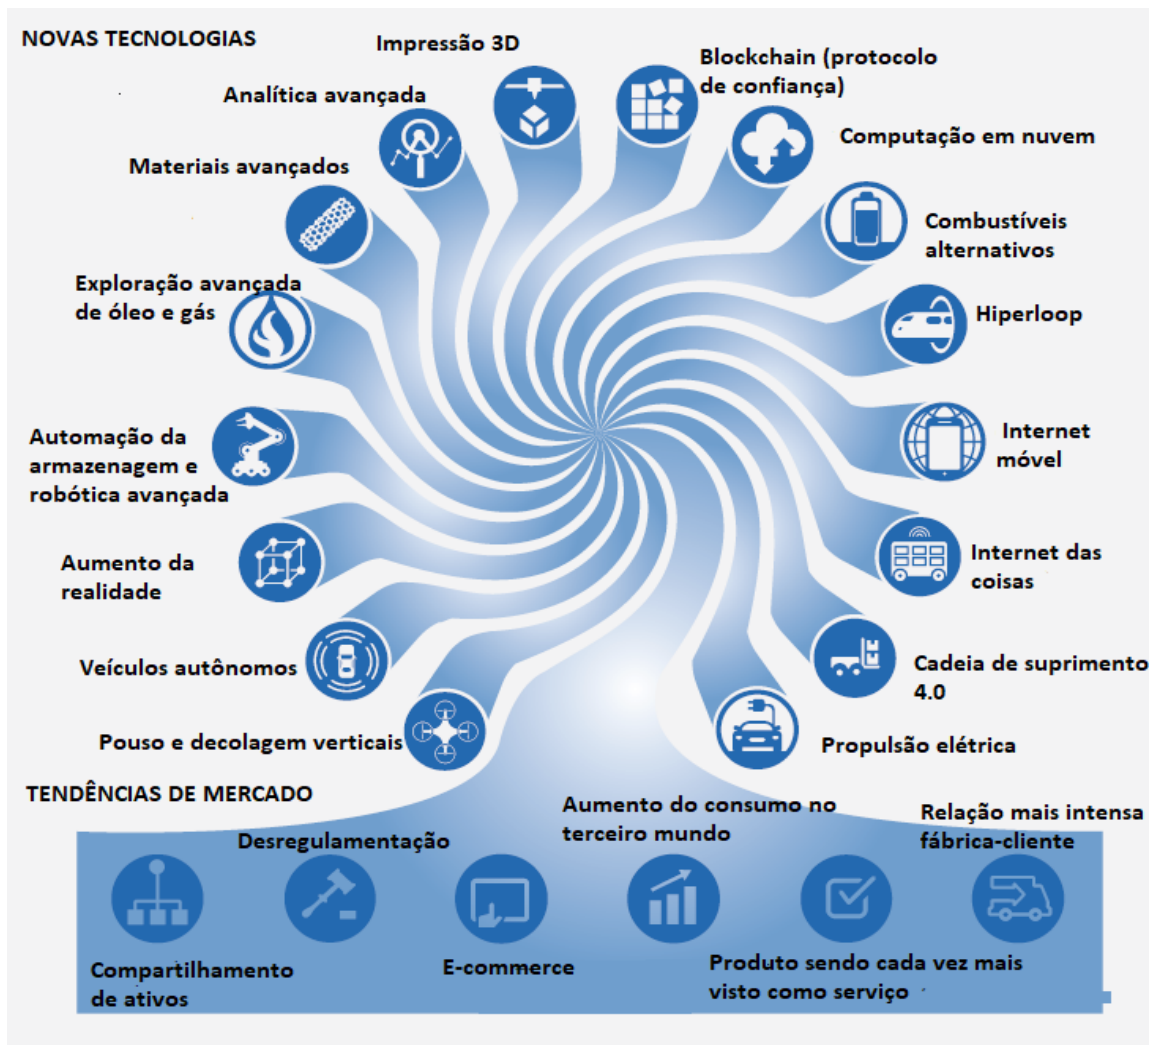 NOVAS TECNOLOGIAS
Impressão 3D
Blockchain (protocolo
de confiança)
Analítica avançada
Computação em nuvem
Materiais avançados
Combustíveis
alternativos
Exploração avançada
de óleo e gás
Hiperloop
Automação da
armazenagem e
robótica avançada
Internet
móvel
Aumento da
realidade
Internet das
coisas
Veículos autônomos
Cadeia de suprimento
4.0
Pouso e decolagem verticais
Propulsão elétrica
TENDÊNCIAS DE MERCADO
Desregulamentação
Aumento do consumo no
terceiro mundo
Relação mais intensa
fábrica-cliente
Compartilhamento
de ativos
E-commerce
Produto sendo cada vez mais
visto como serviço